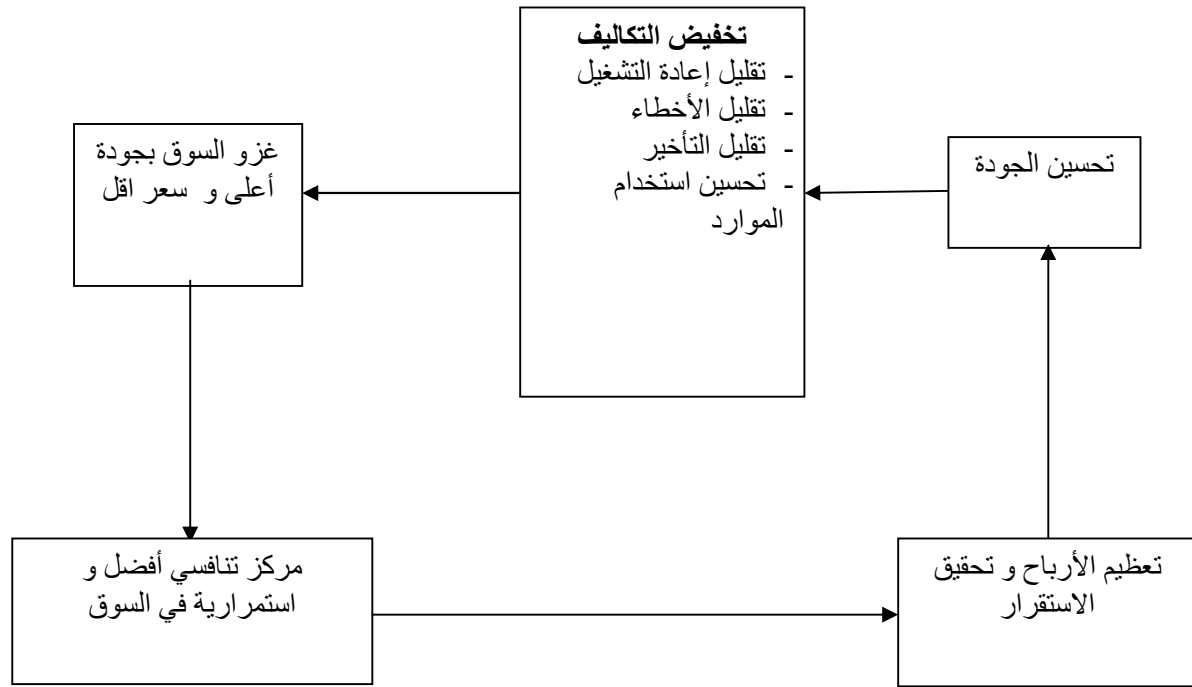 تخفيض التكاليف
- تقليل إعادة التشغيل
- تقليل الأخطاء
- تقليل التأخير
- تحسين استخدام
الموارد
تحسين الجودة
غزو السوق بجودة
أعلى و سعر اقل
مركز تنافسي أفضل و
استمرارية في السوق
تعظيم الأرباح و تحقيق
الاستقرار